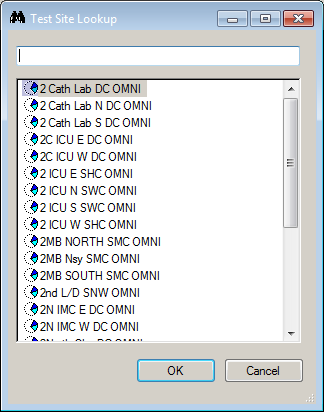 Test Site Lookup
2 Cath Lab DC OMNI
2 Cath Lab N DC OMNI
2 Cath Lab S DC OMNI
2C ICU E DC OMNI
2C ICU W DC OMNI
2 ICU E SHC OMNI
2 ICU N SWC OMNI
2 ICU S SWC OMNI
2 ICU W SHC OMNI
2MB NORTH SMC OMNI
2MB Nsy SMC OMNI
2MB SOUTH SMC OMNI
2nd L/D SNW OMNI
2N IMC E DC OMNI
2N IMC W DC OMNI
OK
Cancel